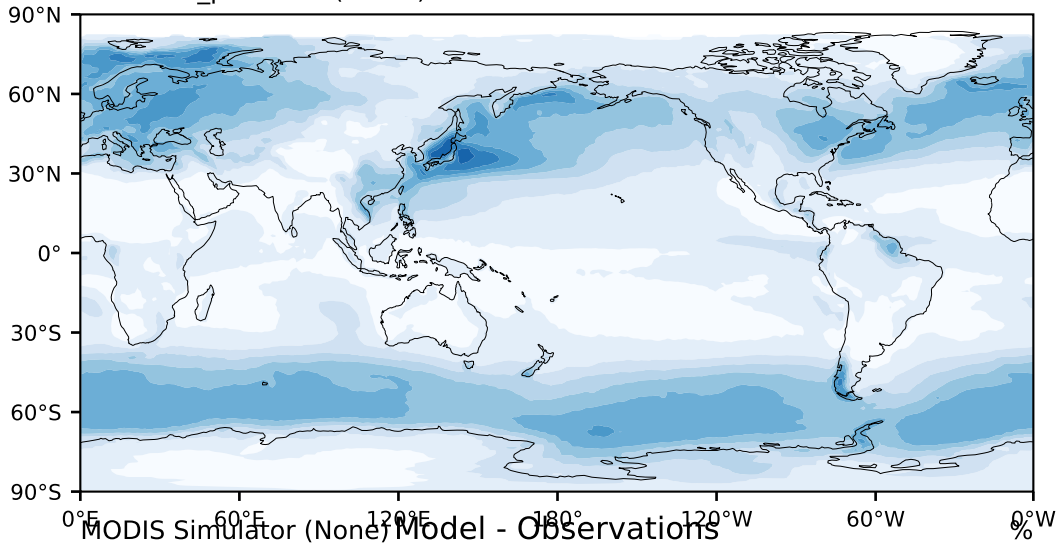 90°N
60°N
30°N
0°
30°S
60°S
90°S
0°E 60°E 120°E 180° 120°W 60°W 0°W
MODIS Simulator (None) Model - Observations %